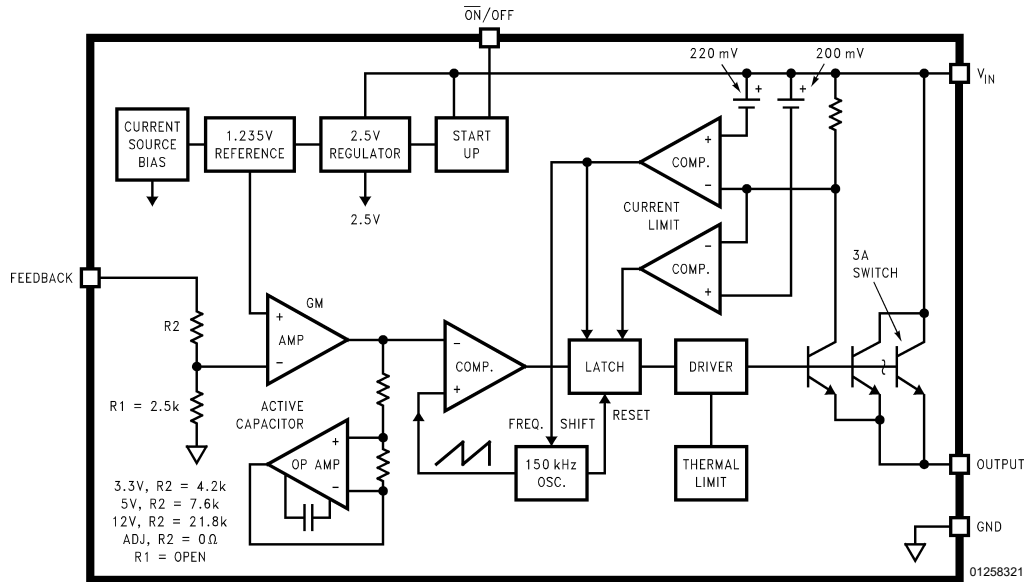 ON/OFF
220 mV
200 mV
VIN
CURRENT
SOURCE
BIAS
1.235V
REFERENCE
2.5V
REGULATOR
START
UP
2.5V
+
+
+
COMP.
−
CURRENT
LIMIT
−
COMP.
+
3A
SWITCH
FEEDBACK
R2
R1 = 2.5k
GM
+
AMP
−
−
COMP.
+
LATCH
DRIVER
ACTIVE
CAPACITOR
+
OP AMP
−
FREQ. SHIFT
RESET
150 kHz
OSC.
THERMAL
LIMIT
OUTPUT
GND
3.3V, R2 = 4.2k
5V, R2 = 7.6k
12V, R2 = 21.8k
ADJ, R2 = 0Ω
R1 = OPEN
01258321